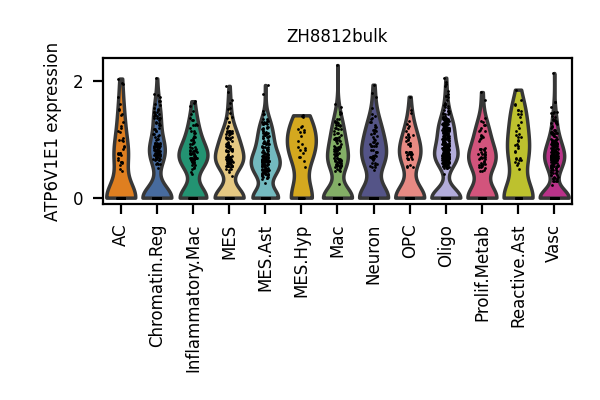 ZH8812bulk
ATP6V1E1 expression
2
0
AC
Chromatin.Reg
Inflammatory.Mac
MES
MES.Ast
MES.Hyp
Mac
Neuron
OPC
Oligo
Prolif.Metab
Reactive.Ast
Vasc